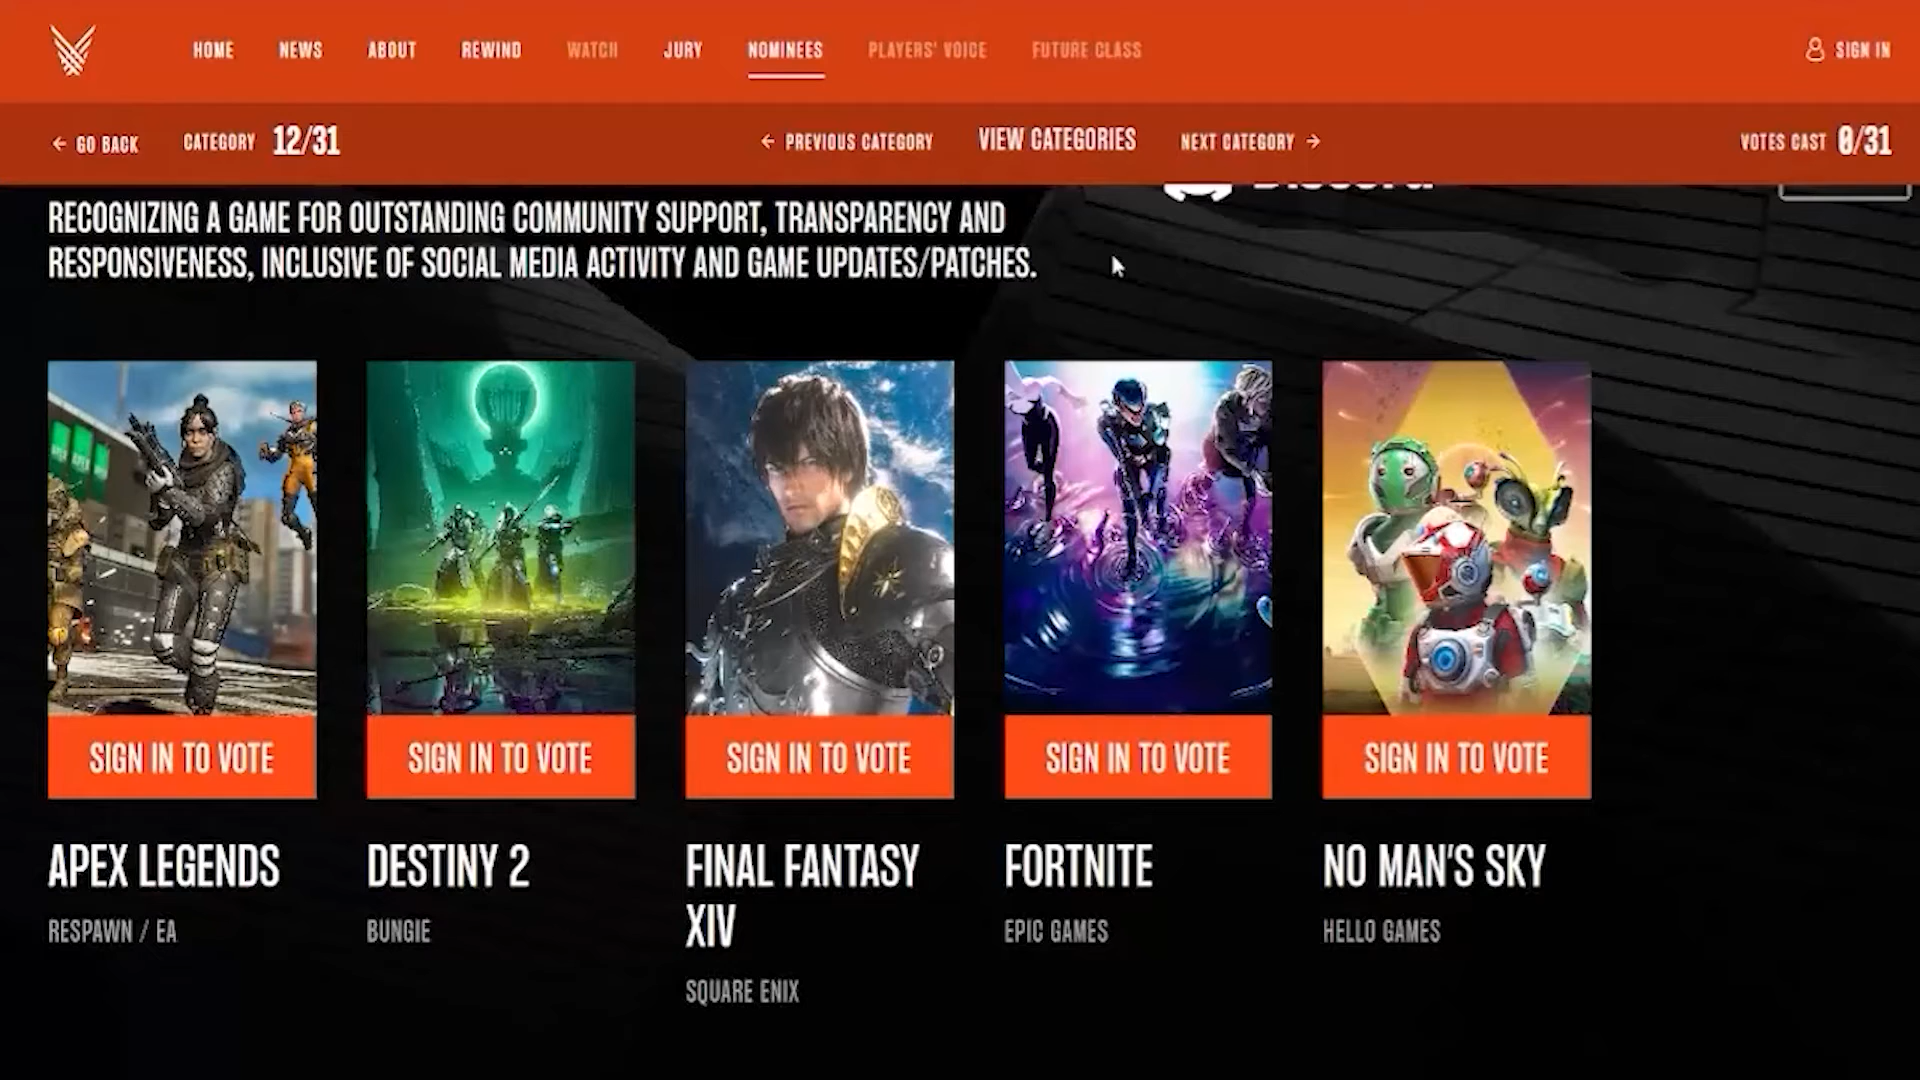 HOME NEWS ABOUT REWIND WATCH JURY NOMINEES PLAYERS' VOICE FUTURE CLASS SIGN IN
← GO BACK CATEGORY 12/31 ← PREVIOUS CATEGORY VIEW CATEGORIES NEXT CATEGORY → VOTES CAST 0/31
RECOGNIZING A GAME FOR OUTSTANDING COMMUNITY SUPPORT, TRANSPARENCY AND
RESPONSIVENESS, INCLUSIVE OF SOCIAL MEDIA ACTIVITY AND GAME UPDATES/PATCHES.
SIGN IN TO VOTE SIGN IN TO VOTE SIGN IN TO VOTE SIGN IN TO VOTE SIGN IN TO VOTE
APEX LEGENDS
RESPAWN / EA
DESTINY 2
BUNGIE
FINAL FANTASY
XIV
SQUARE ENIX
FORTNITE
EPIC GAMES
NO MAN'S SKY
HELLO GAMES